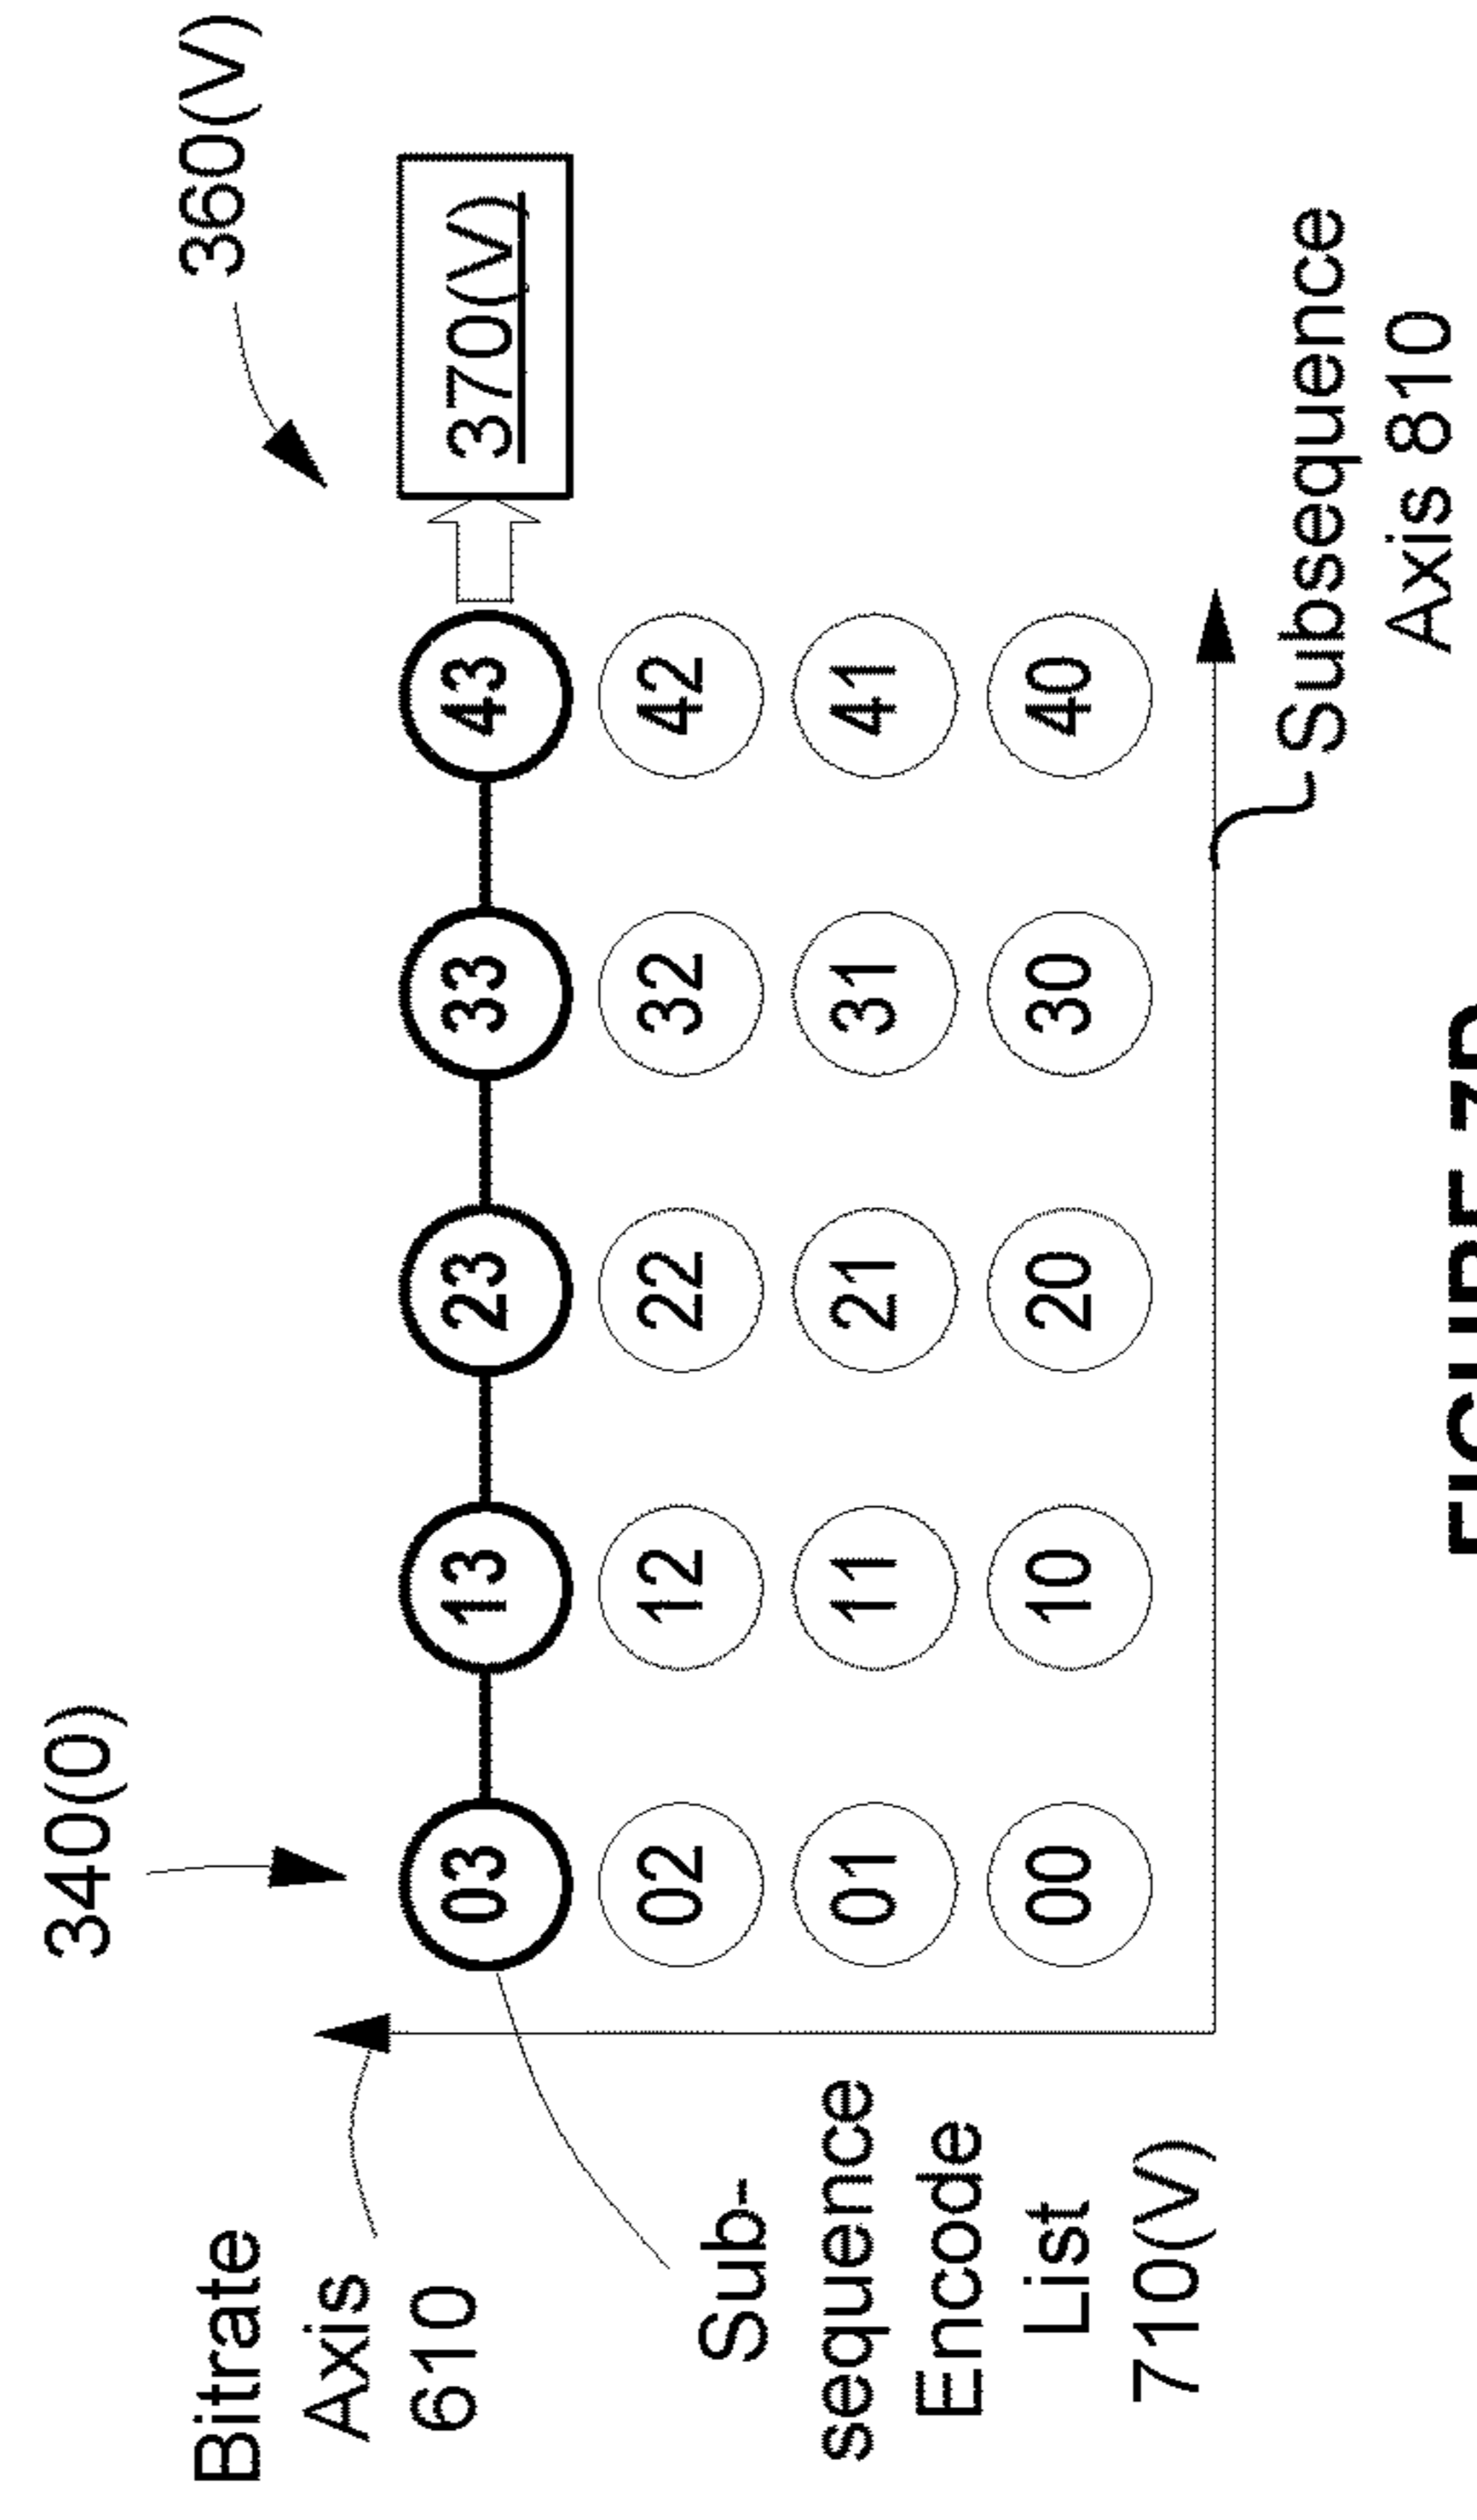 340(0)
360(V)
Bitrate
Axis
610
03 13 23 33 43 370(V)
02 12 22 32 42
01 11 21 31 41
00 10 20 30 40
Sub-
sequence
Encode
List
710(V)
Subsequence
Axis 810
FIGURE